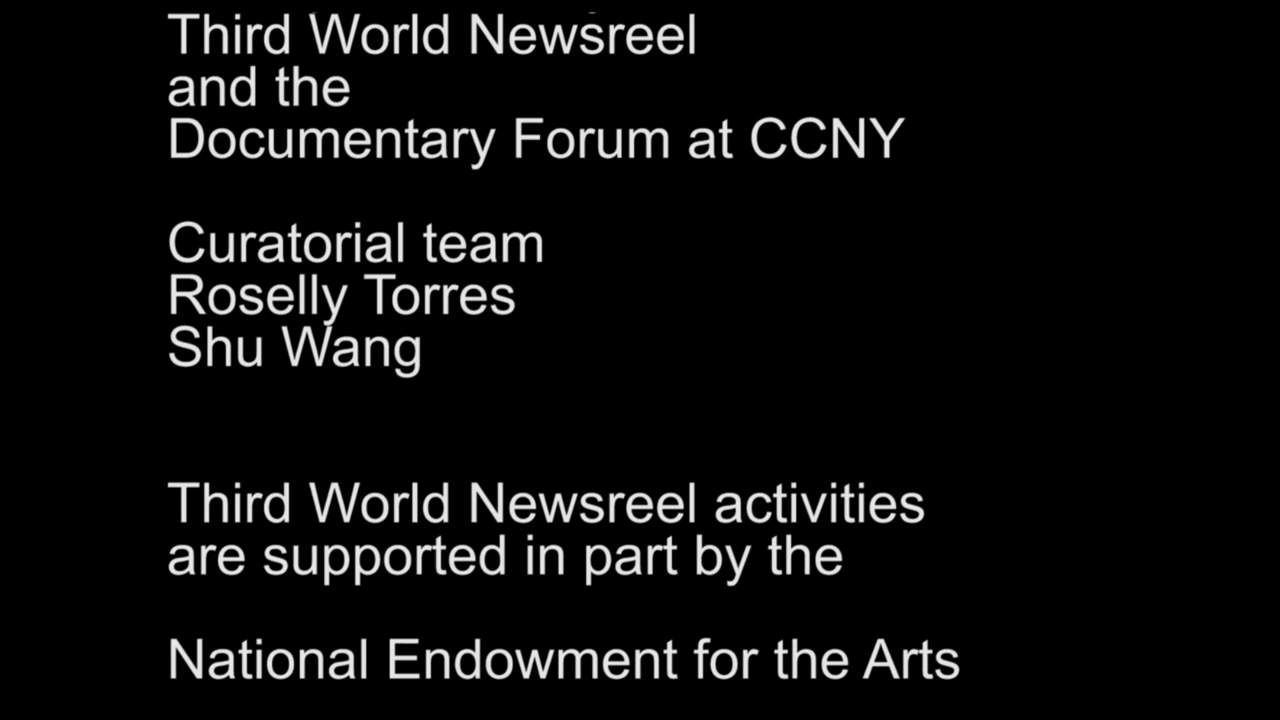 Third World Newsreel
and the
Documentary Forum at CCNY
Curatorial team
Roselly Torres
Shu Wang
Third World Newsreel activities
are supported in part by the
National Endowment for the Arts